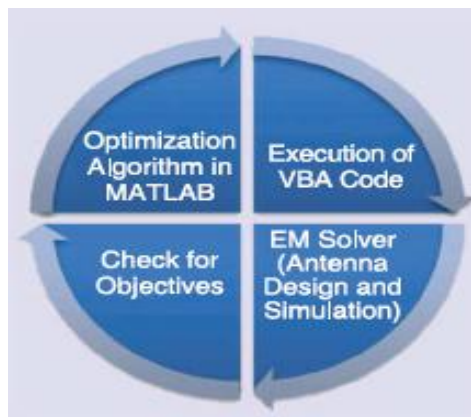 Optimization
Algorithm in
MATLAB
Execution of
VBA Code
Check for
Objectives
EM Solver
(Antenna
Design and
Simulation)